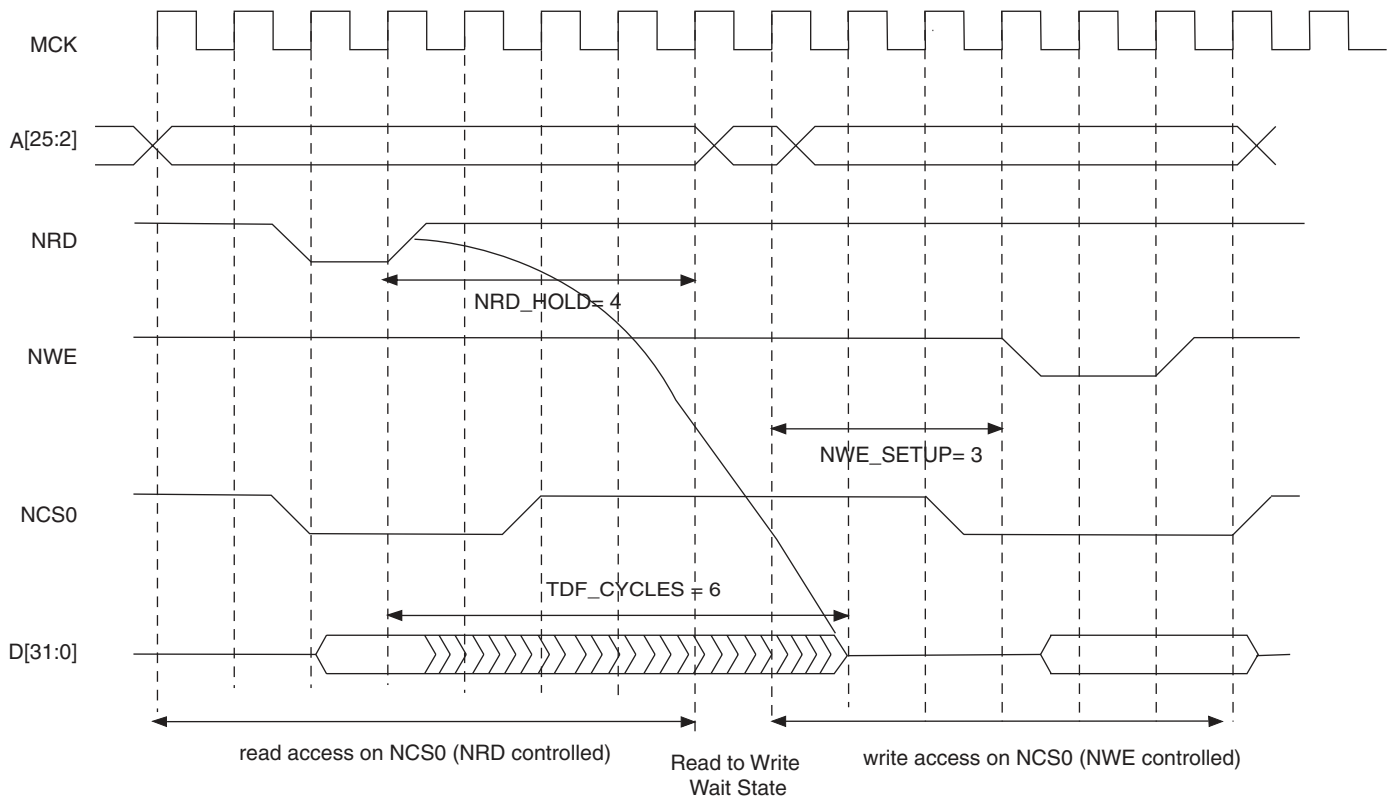 MCK
A[25:2]
NRD
NRD_HOLD= 4
NWE
NWE_SETUP= 3
NCS0
TDF_CYCLES = 6
D[31:0]
read access on NCS0 (NRD controlled)
Read to Write
Wait State
write access on NCS0 (NWE controlled)